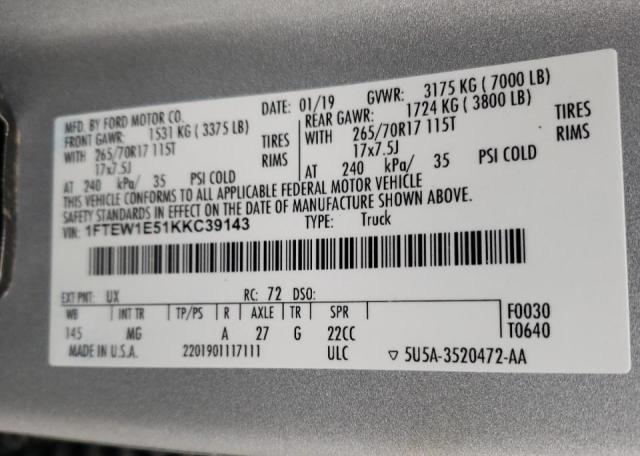 MFD. BY FORD MOTOR CO.
DATE: 01/19 GVWR: 3175 KG ( 7000 LB)
FRONT GAWR: 1531 KG ( 3375 LB)
REAR GAWR: 1724 KG ( 3800 LB)
WITH 265/70R17 115T TIRES
WITH 265/70R17 115T TIRES
17x7.5J RIMS
17x7.5J RIMS
AT 240 kPa/ 35 PSI COLD
AT 240 kPa/ 35 PSI COLD
THIS VEHICLE CONFORMS TO ALL APPLICABLE FEDERAL MOTOR VEHICLE
SAFETY STANDARDS IN EFFECT ON THE DATE OF MANUFACTURE SHOWN ABOVE.
VIN: 1FTEW1E51KKC39143 TYPE: Truck
EXT PNT: UX RC: 72 DSO:
WB INT TR TP/PS R AXLE TR SPR F0030
145 MG A 27 G 22CC T0640
MADE IN U.S.A. 2201901117111 ULC ▽ 5U5A-3520472-AA